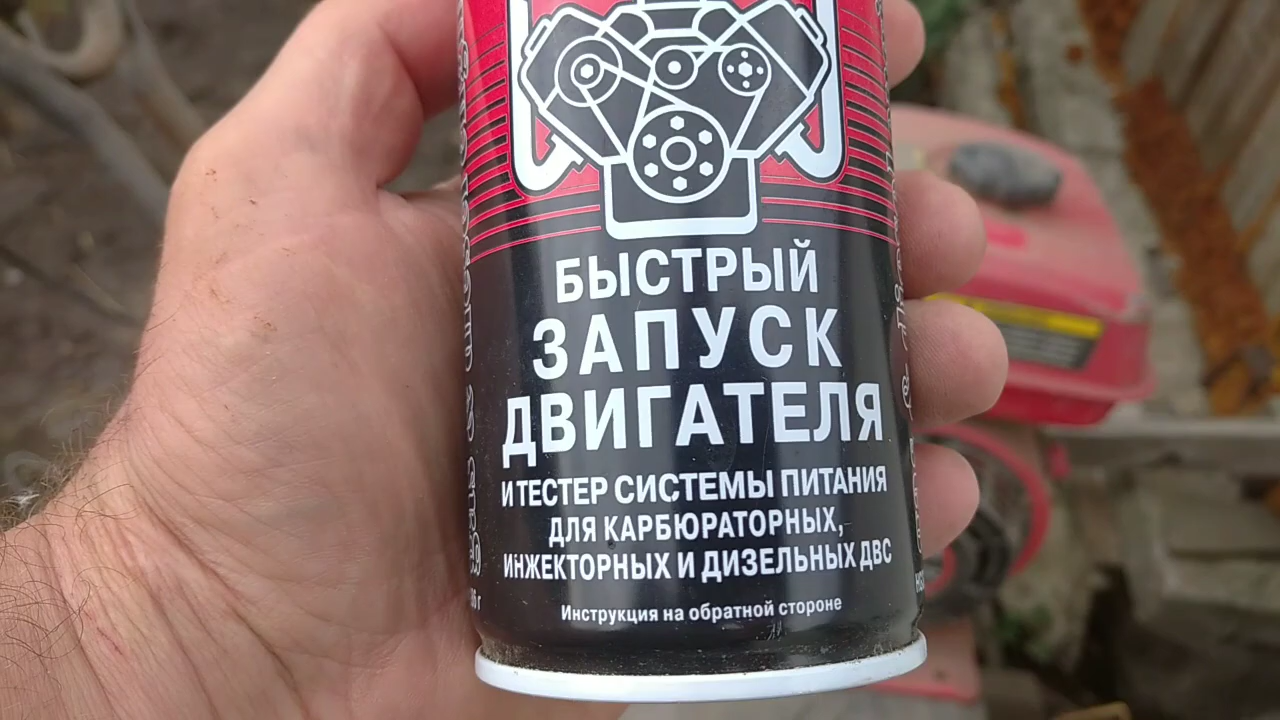 БЫСТРЫЙ
ЗАПУСК
ДВИГАТЕЛЯ
И ТЕСТЕР СИСТЕМЫ ПИТАНИЯ
ДЛЯ КАРБЮРАТОРНЫХ,
ИНЖЕКТОРНЫХ И ДИЗЕЛЬНЫХ ДВС
Инструкция на обратной стороне